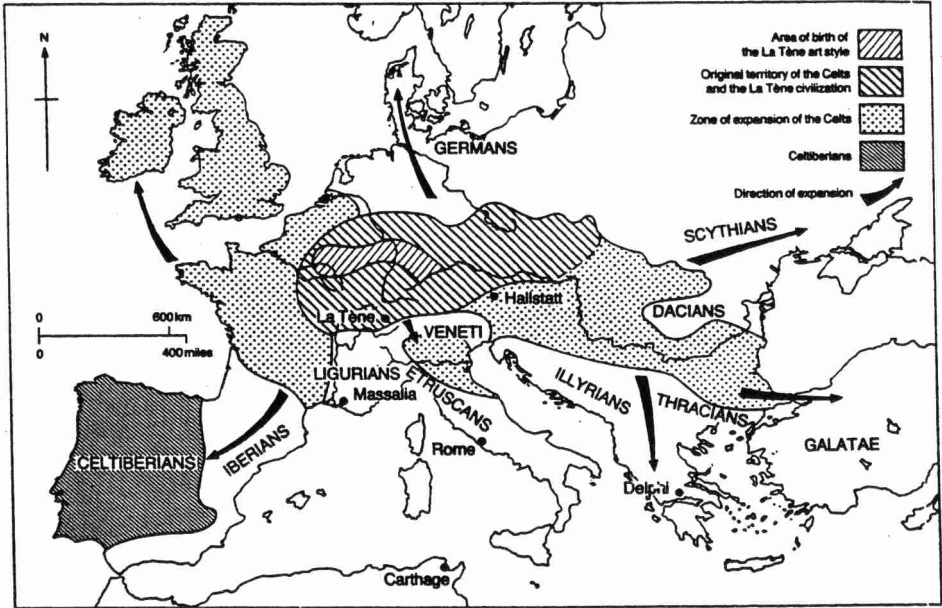 N
Area of birth of
the La Tène art style
Original territory of the Celts
and the La Tène civilization
Zone of expansion of the Celts
Celtiberians
Direction of expansion
GERMANS
SCYTHIANS
Hallstatt
DACIANS
La Tène
VENETI
0 600 km
0 400 miles
LIGURIANS
Massalia
ETRUSCANS
ILLYRIANS
THRACIANS
CELTIBERIANS
IBERIANS
Rome
GALATAE
Delphi
Carthage